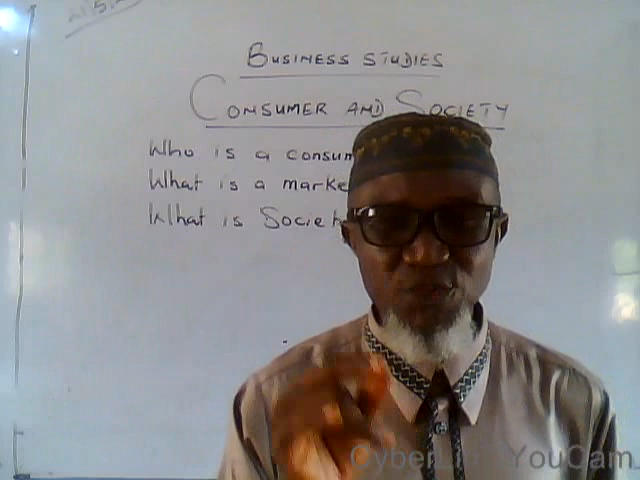 BUSINESS STUDIES
CONSUMER AND SOCIETY
Who is a consum
What is a marke
What is Societ
CyberLink YouCam